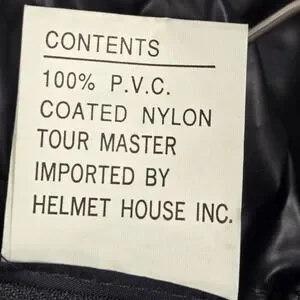 CONTENTS
100% P.V.C.
COATED NYLON
TOUR MASTER
IMPORTED BY
HELMET HOUSE INC.